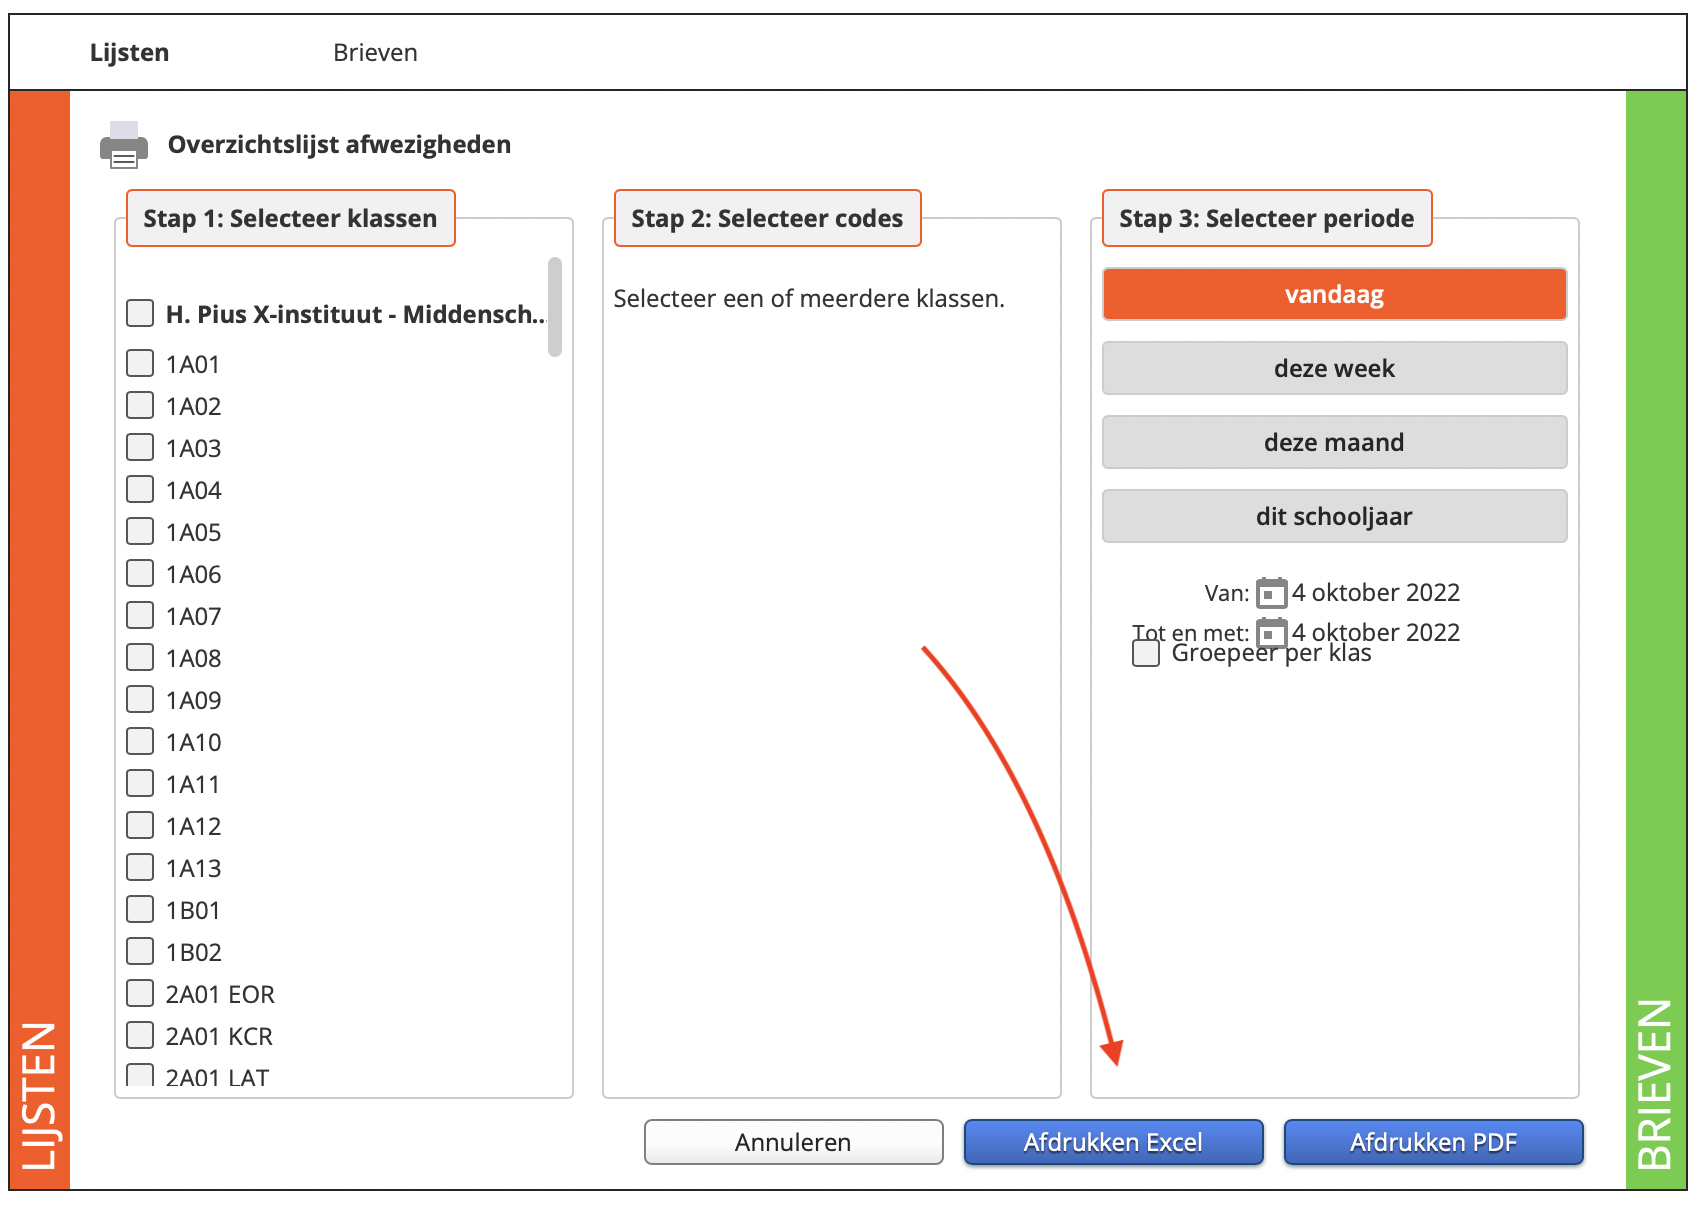 Lijsten
Brieven
Overzichtslijst afwezigheden
Stap 1: Selecteer klassen
H. Pius X-instituut - Middensch...
1A01
1A02
1A03
1A04
1A05
1A06
1A07
1A08
1A09
1A10
1A11
1A12
1A13
1B01
1B02
2A01 EOR
2A01 KCR
2A01 LAT
Stap 2: Selecteer codes
Selecteer een of meerdere klassen.
Stap 3: Selecteer periode
vandaag
deze week
deze maand
dit schooljaar
Van: 4 oktober 2022
Tot en met: 4 oktober 2022
Groepeer per klas
Annuleren
Afdrukken Excel
Afdrukken PDF
LIJSTEN
BRIEVEN